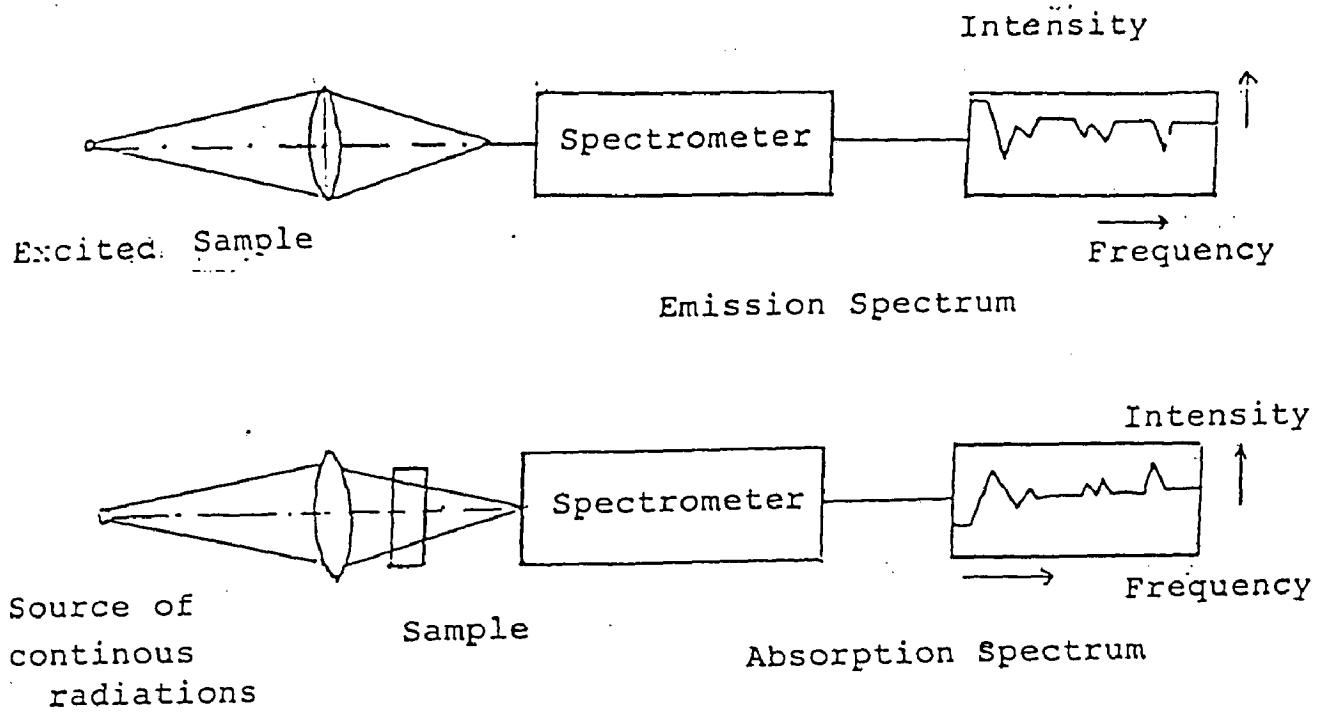 Intensity
Spectrometer
Excited Sample
Frequency
Emission Spectrum
Intensity
Spectrometer
Frequency
Source of
continous
radiations
Sample
Absorption Spectrum